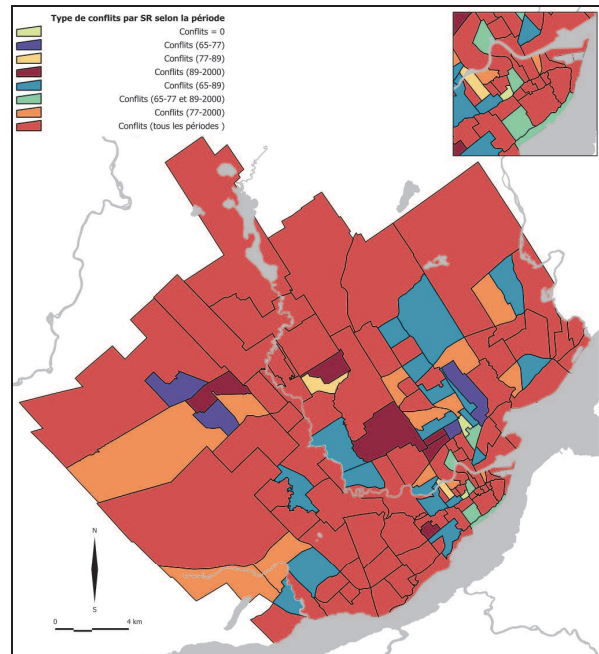 Type de conflits par SR selon la période
Conflits = 0
Conflits (65-77)
Conflits (77-89)
Conflits (89-2000)
Conflits (65-89)
Conflits (65-77 et 89-2000)
Conflits (77-2000)
Conflits (tous les périodes )
N
S
0 4 km